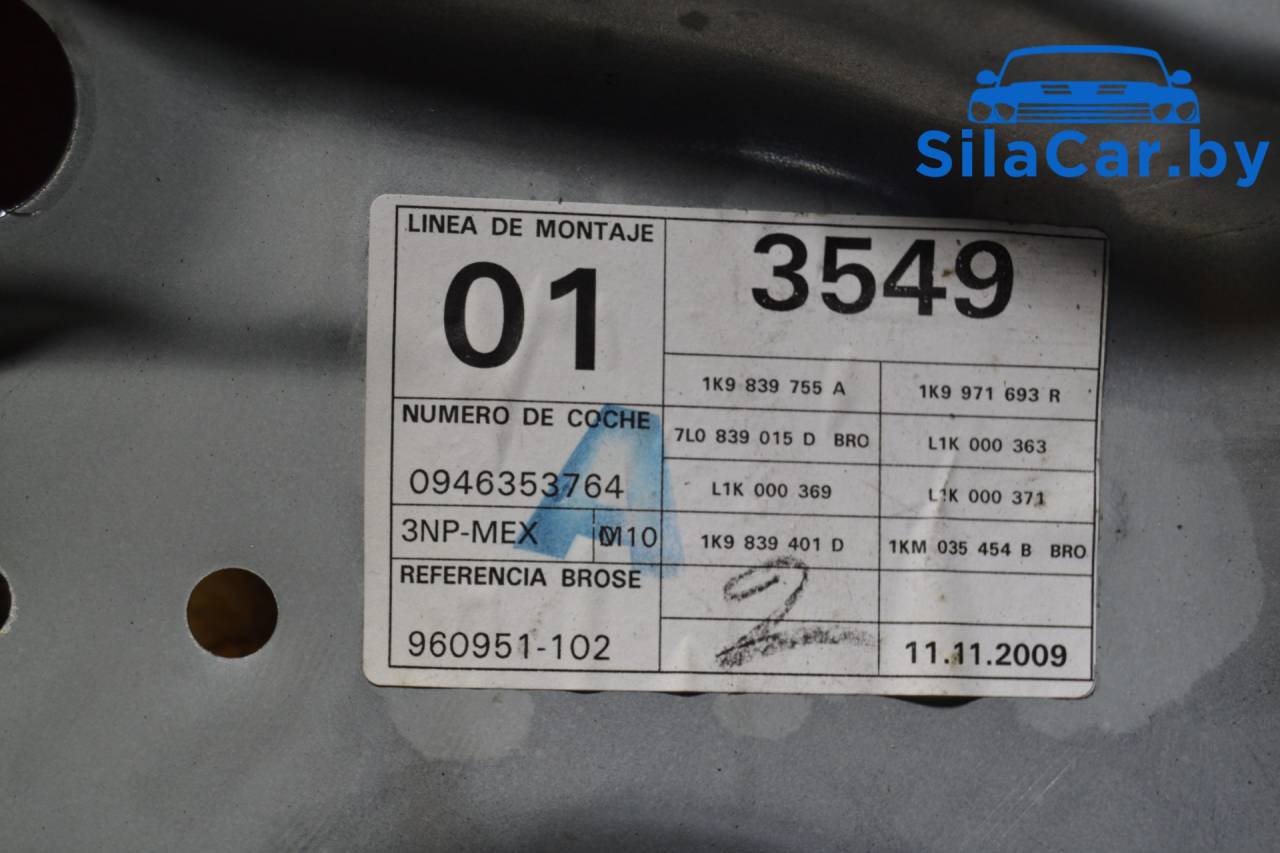 SilaCar.by
LINEA DE MONTAJE
01
3549
1K9 839 755 A
1K9 971 693 R
NUMERO DE COCHE
0946353764
7L0 839 015 D BRO
L1K 000 363
L1K 000 369
L1K 000 371
3NP-MEX
M10
1K9 839 401 D
1KM 035 454 B BRO
REFERENCIA BROSE
960951-102
A
2
11.11.2009